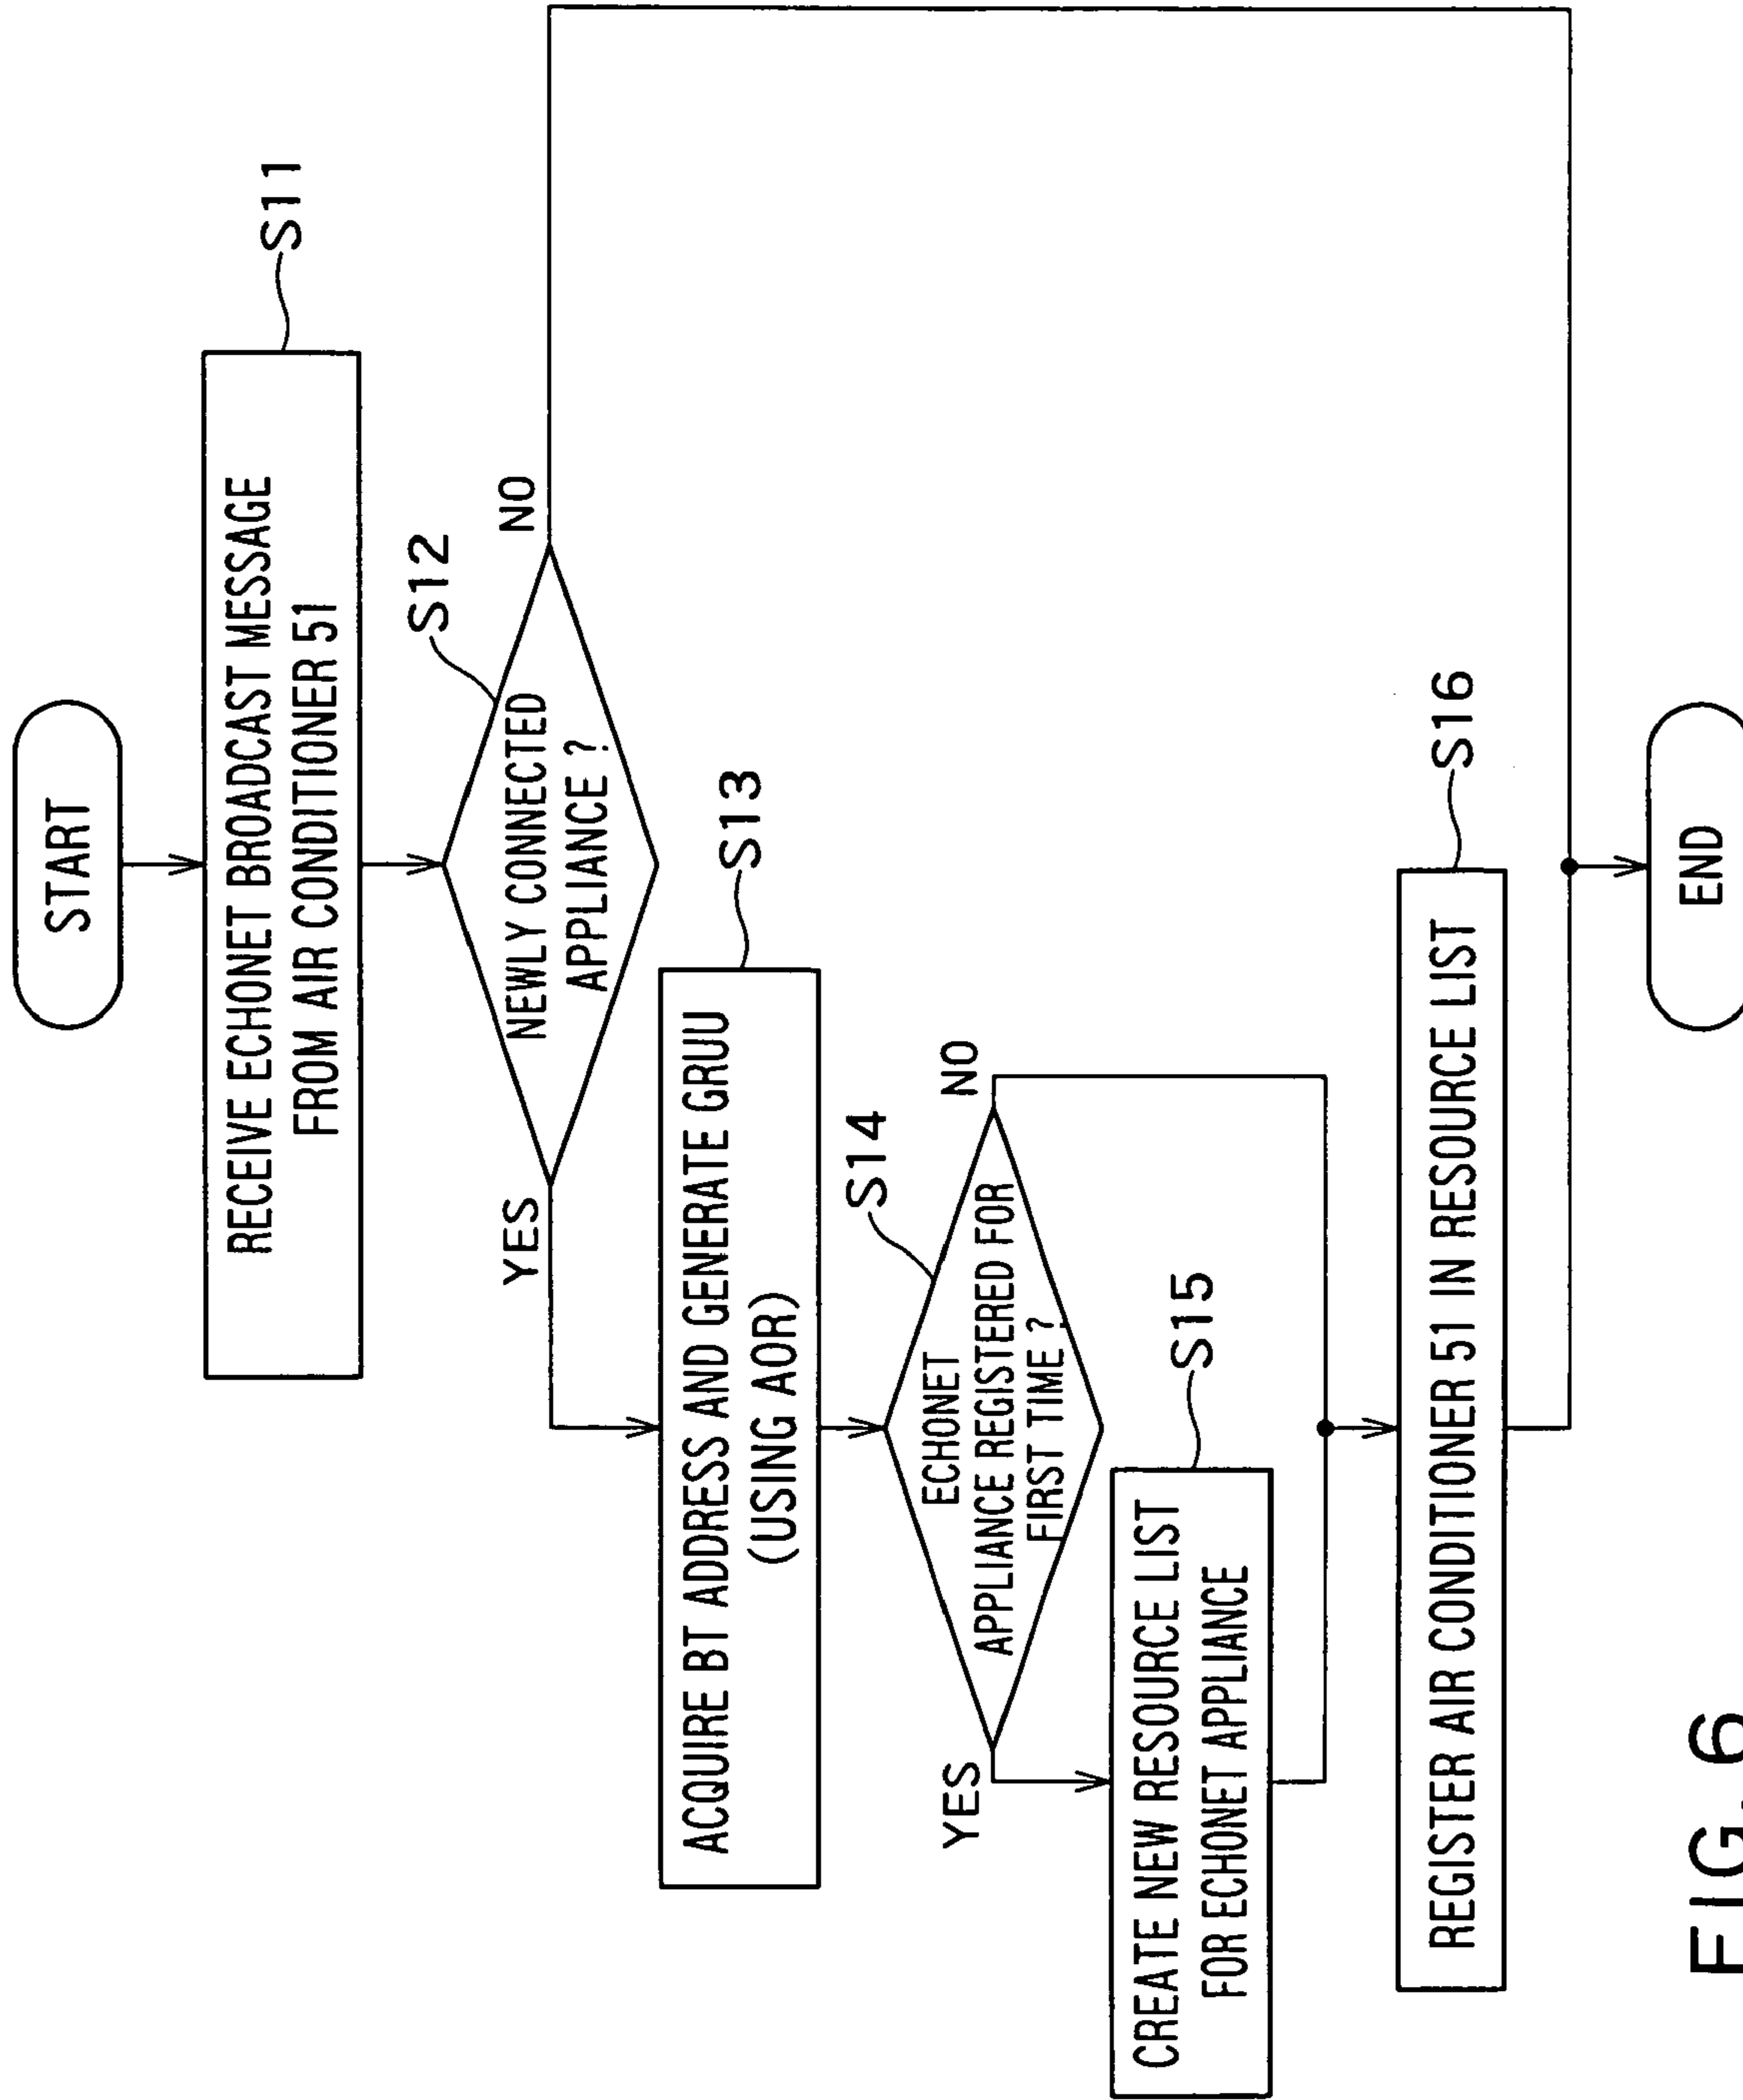 START
RECEIVE ECHONET BROADCAST MESSAGE
FROM AIR CONDITIONER 51
S11
NEWLY CONNECTED
APPLIANCE ?
S12
YES
NO
ACQUIRE BT ADDRESS AND GENERATE GRUU
(USING AOR)
S13
ECHONET
APPLIANCE REGISTERED FOR
FIRST TIME ?
S14
YES
NO
CREATE NEW RESOURCE LIST
FOR ECHONET APPLIANCE
S15
REGISTER AIR CONDITIONER 51 IN RESOURCE LIST
S16
END
FIG. 6